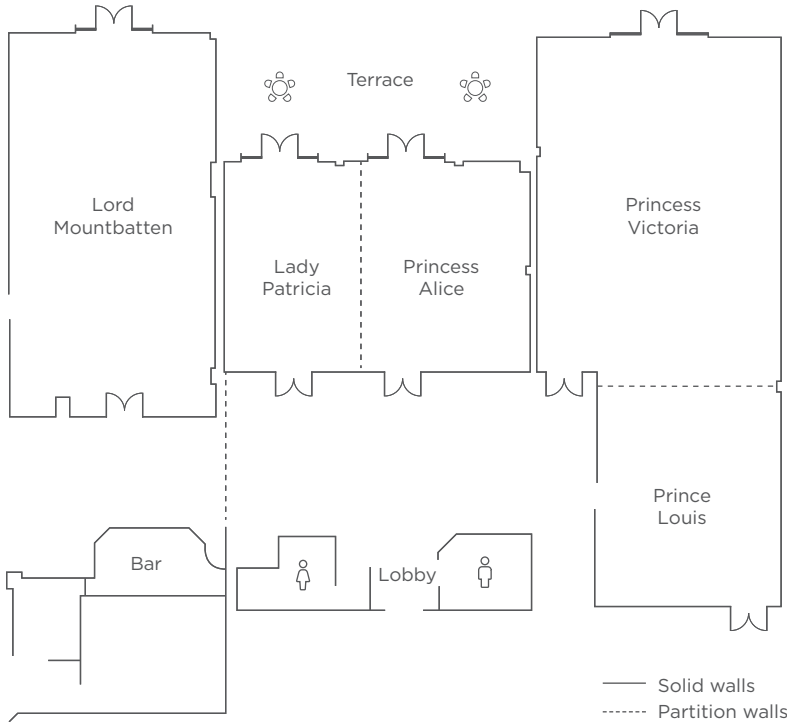 Terrace
Lord
Mountbatten
Princess
Victoria
Lady
Patricia
Princess
Alice
Prince
Louis
Bar
Lobby
Solid walls
Partition walls